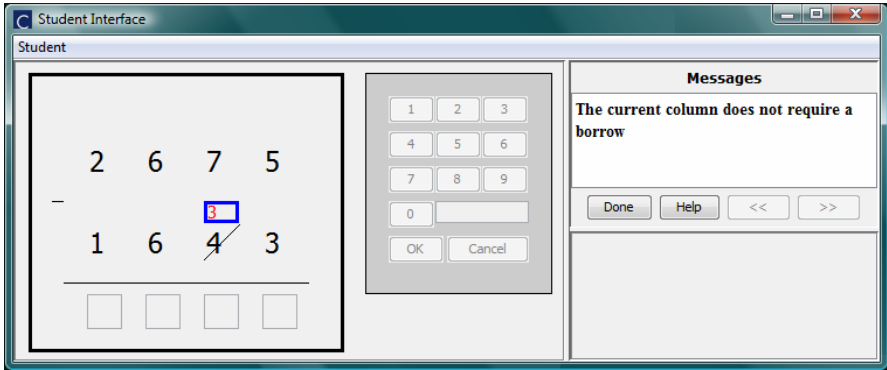 C Student Interface
Student
2 6 7 5
−
3
1 6 4 3
1 2 3
4 5 6
7 8 9
0
OK Cancel
Messages
The current column does not require a
borrow
Done Help << >>